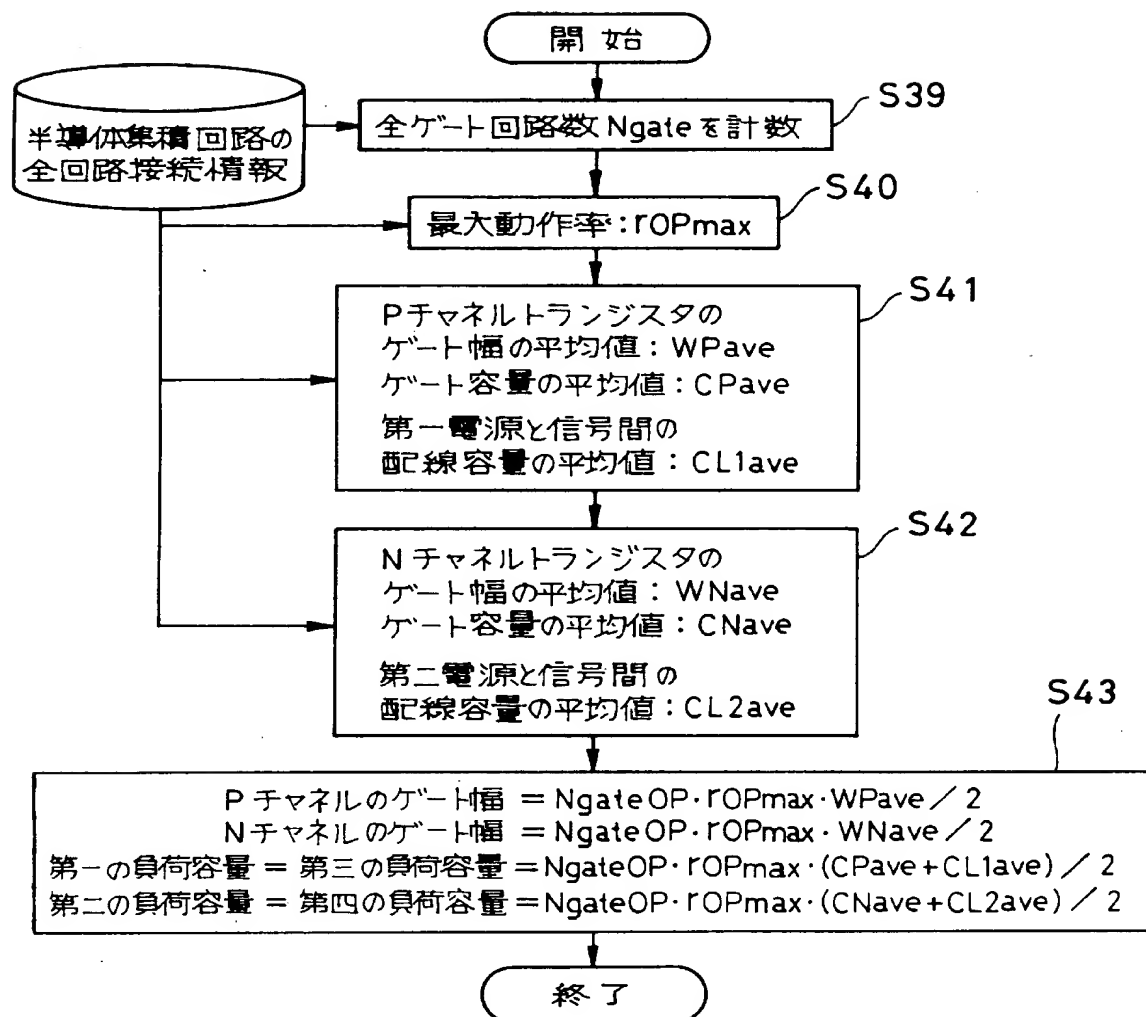 開始
半導体集積回路の
全回路接続情報
全ゲート回路数Ngateを計数
S39
最大動作率:rOPmax
S40
Pチャネルトランジスタの
ゲート幅の平均値:WPave
ゲート容量の平均値:CPave
第一電源と信号間の
配線容量の平均値:CL1ave
S41
Nチャネルトランジスタの
ゲート幅の平均値:WNave
ゲート容量の平均値:CNave
第二電源と信号間の
配線容量の平均値:CL2ave
S42
S43
Pチャネルのゲート幅 = NgateOP・rOPmax・WPave/2
Nチャネルのゲート幅 = NgateOP・rOPmax・WNave/2
第一の負荷容量 = 第三の負荷容量 = NgateOP・rOPmax・(CPave+CL1ave)/2
第二の負荷容量 = 第四の負荷容量 = NgateOP・rOPmax・(CNave+CL2ave)/2
終了